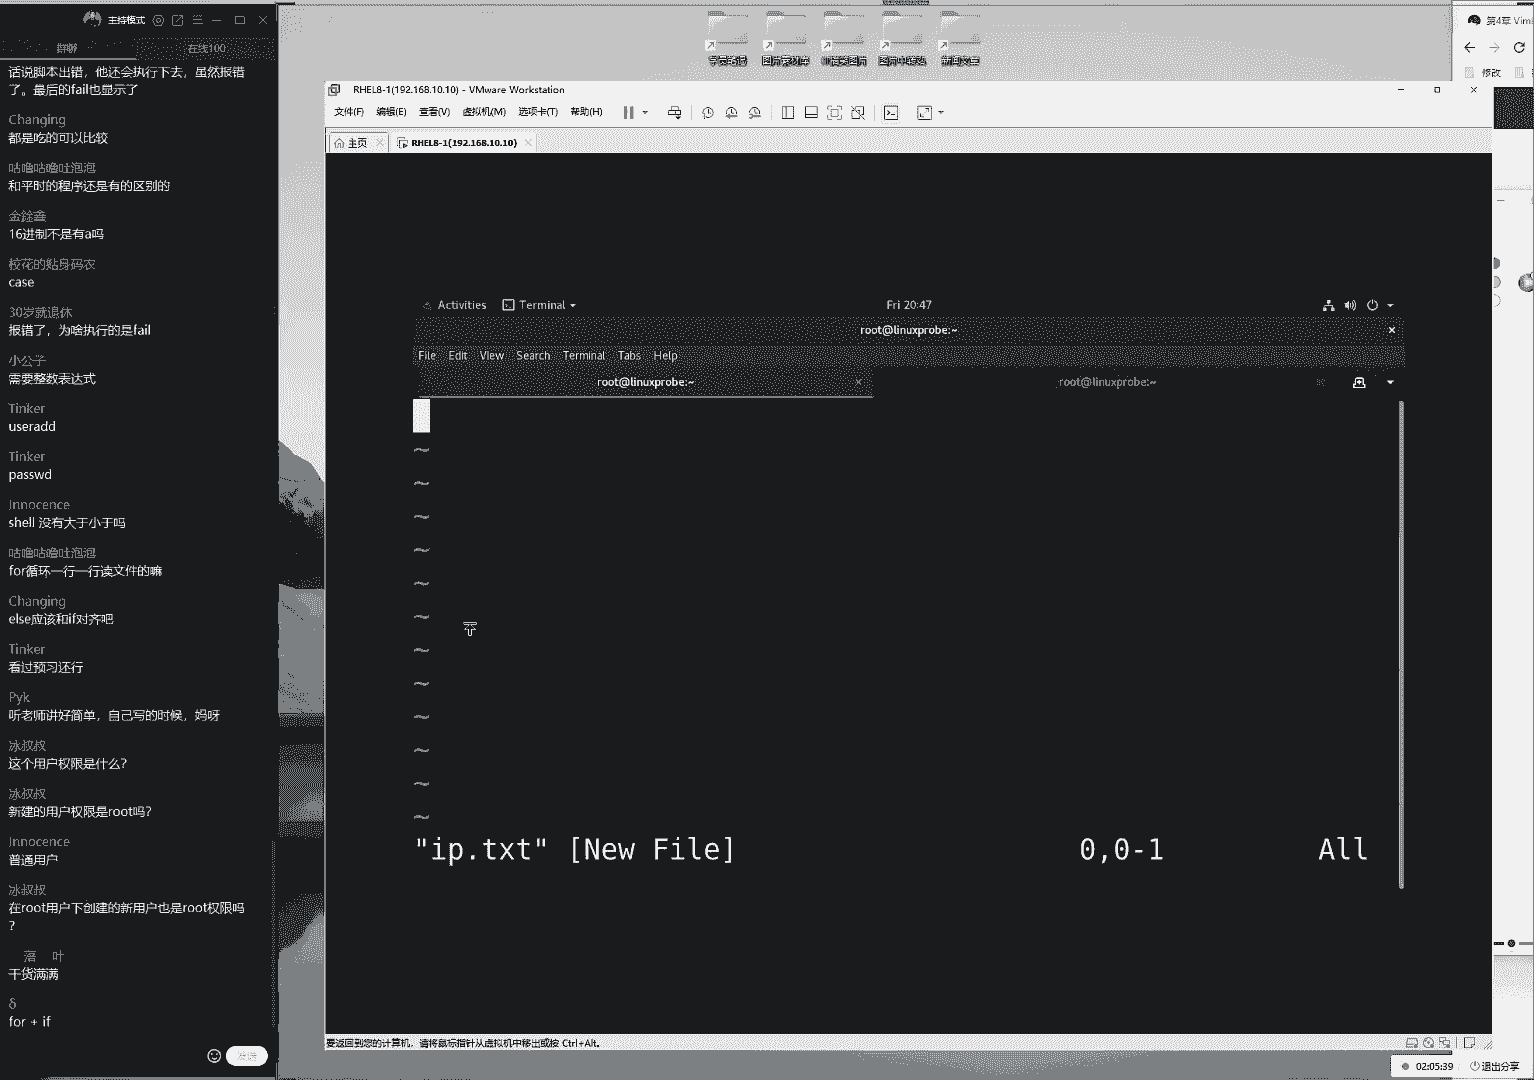 主持模式
群聊
在线100
话说脚本出错，他还会执行下去，虽然报错
了。最后的fail也显示了
Changing
都是吃的可以比较
咕噜咕噜吐泡泡
和平时的程序还是有的区别的
金鍂鑫
16进制不是有a吗
校花的贴身码农
case
30岁就退休
报错了，为啥执行的是fail
小公子
需要整数表达式
Tinker
useradd
Tinker
passwd
Innocence
shell 没有大于小于吗
咕噜咕噜吐泡泡
for循环一行一行读文件的嘛
Changing
else应该和if对齐吧
Tinker
看过预习还行
Pyk
听老师讲好简单，自己写的时候，妈呀
冰叔叔
这个用户权限是什么？
冰叔叔
新建的用户权限是root吗？
Innocence
普通用户
冰叔叔
在root用户下创建的新用户也是root权限吗
？
落 叶
干货满满
δ
for + if
发送
RHEL8-1(192.168.10.10) - VMware Workstation
文件(F) 编辑(E) 查看(V) 虚拟机(M) 选项卡(T) 帮助(H)
主页
RHEL8-1(192.168.10.10)
Activities
Terminal
Fri 20:47
root@linuxprobe:~
File Edit View Search Terminal Tabs Help
root@linuxprobe:~
root@linuxprobe:~
~
~
~
~
~
~
~
~
~
~
~
~
"ip.txt" [New File] 0,0-1 All
要返回到您的计算机，请将鼠标指针从虚拟机中移出或按 Ctrl+Alt。
第4章 Vim
修改
02:05:39
退出分享